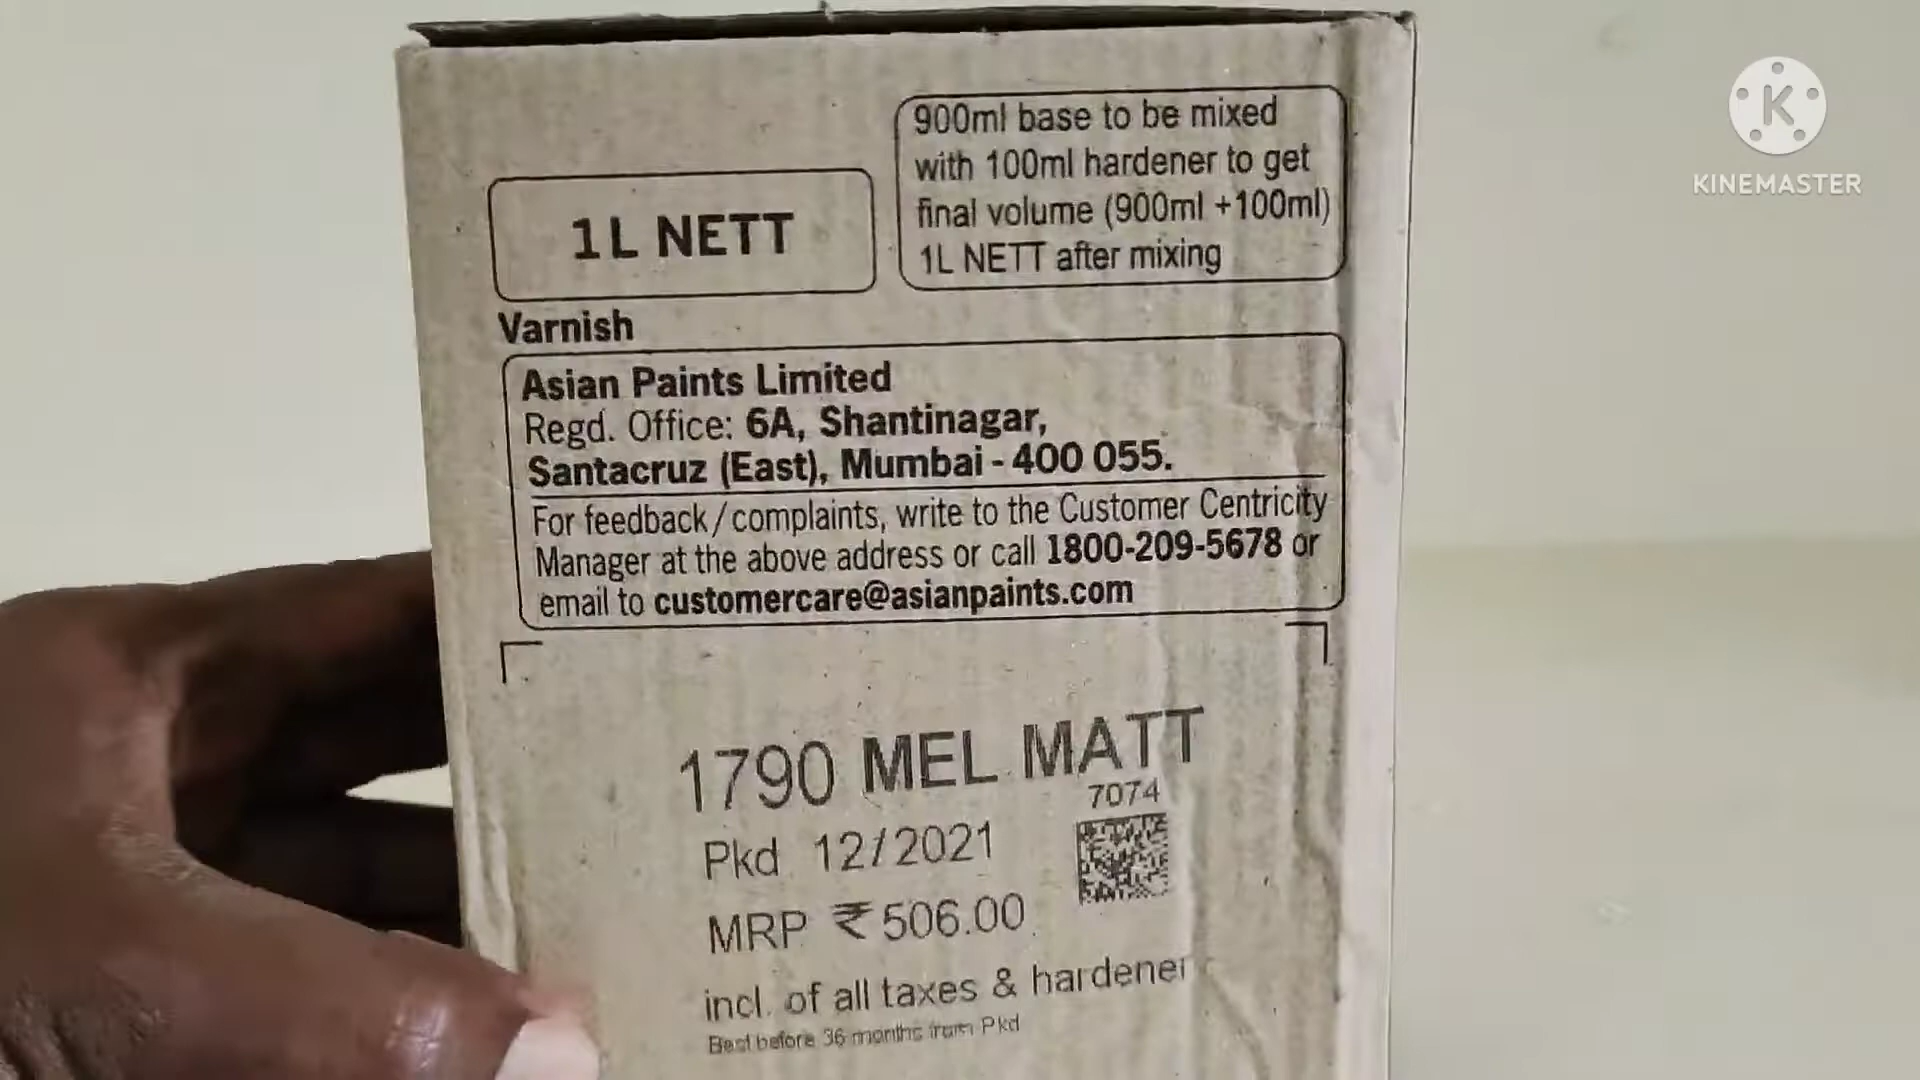 900ml base to be mixed
with 100ml hardener to get
final volume (900ml +100ml)
1L NETT after mixing
1L NETT
Varnish
Asian Paints Limited
Regd. Office: 6A, Shantinagar,
Santacruz (East), Mumbai - 400 055.
For feedback/complaints, write to the Customer Centricity
Manager at the above address or call 1800-209-5678 or
email to customercare@asianpaints.com
1790 MEL MATT
7074
Pkd 12/2021
MRP ₹506.00
incl. of all taxes & hardener
Best before 36 months from Pkd
K
KINEMASTER